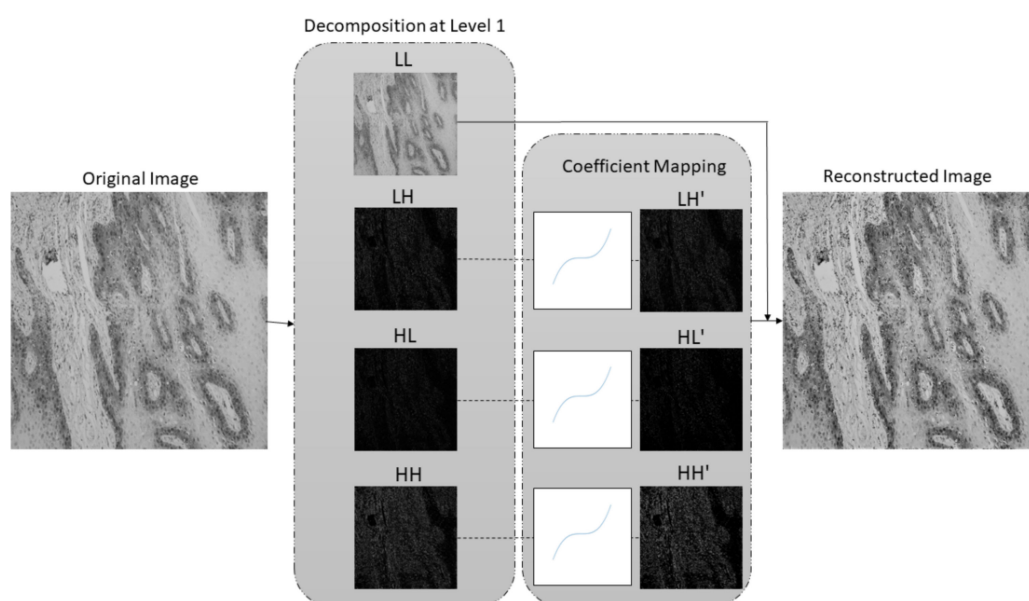 Decomposition at Level 1
LL
Original Image
LH
HL
HH
Coefficient Mapping
LH'
HL'
HH'
Reconstructed Image